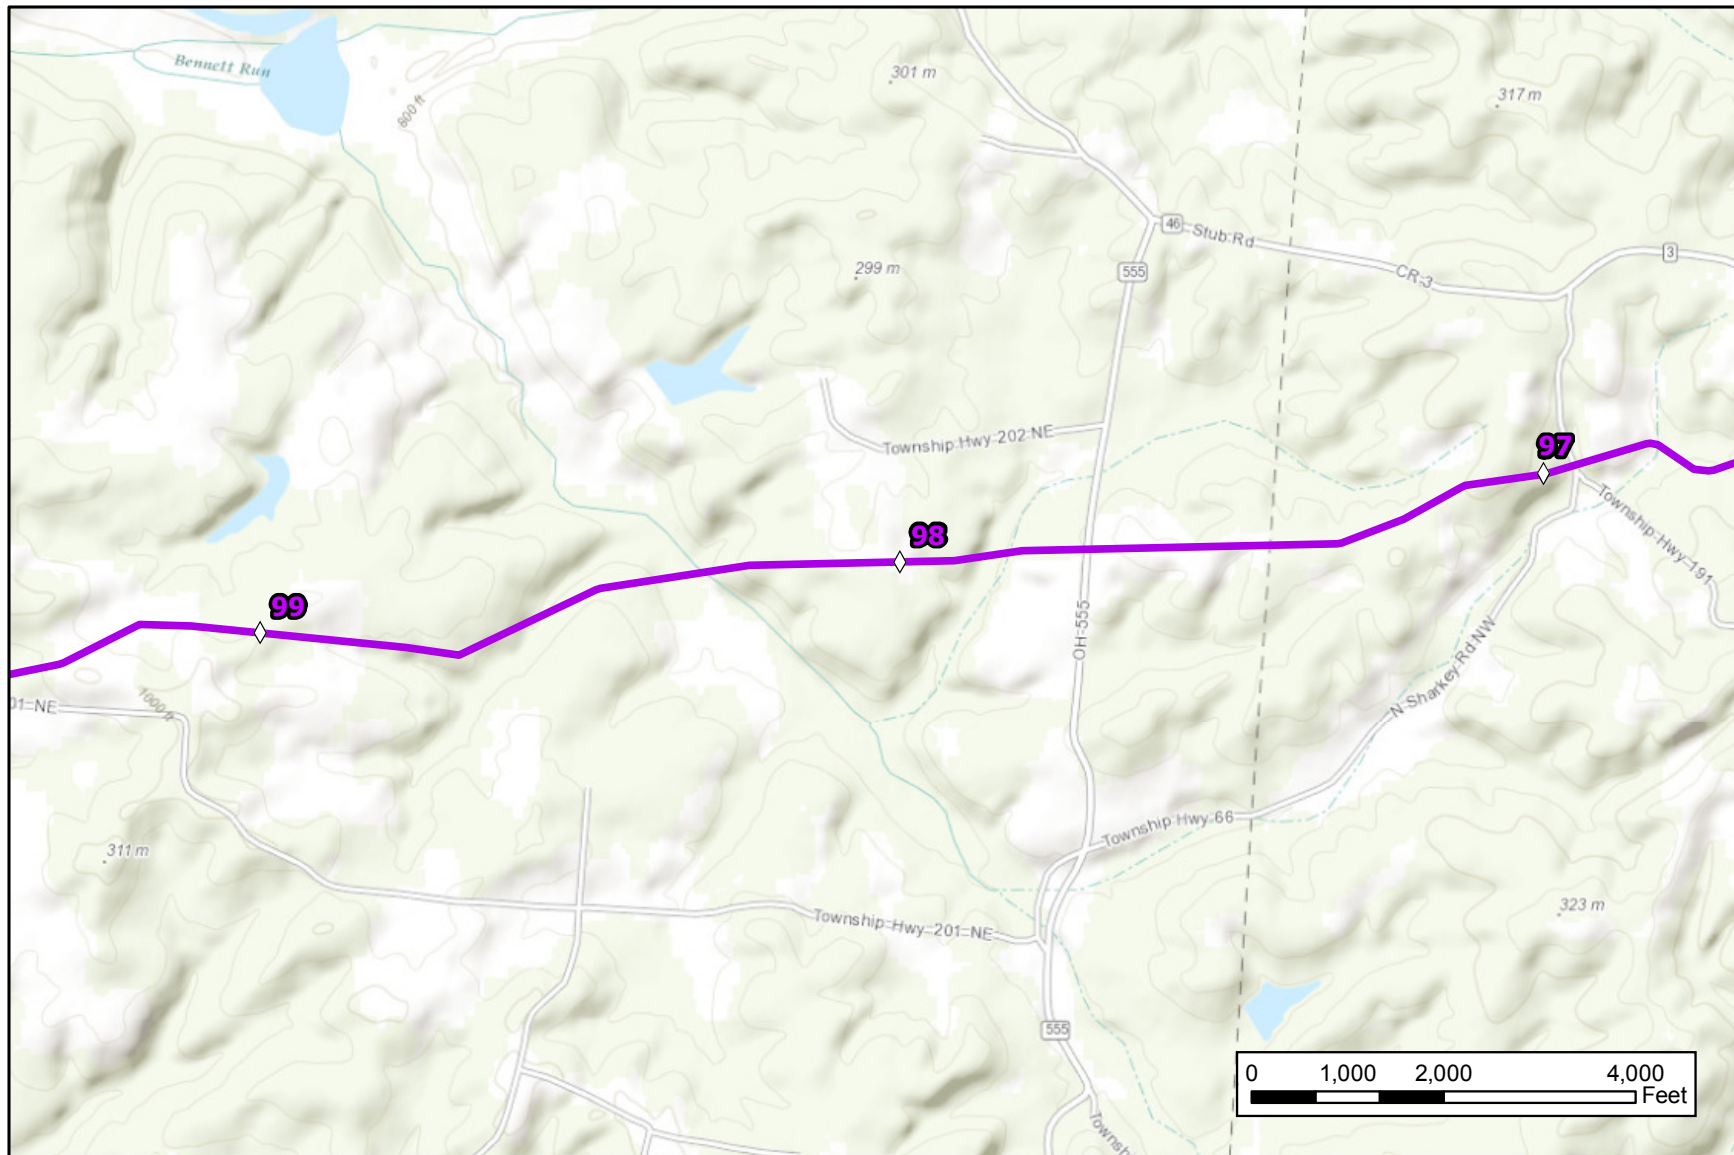 Bennett Run
800 ft
301 m
317 m
46
Stub Rd
CR-3
3
555
299 m
Township Hwy 202 NE
97
Township Hwy 191
98
99
OH-555
N Sharkey Rd NW
01 NE
1000 ft
Township Hwy 66
311 m
323 m
Township Hwy 201 NE
555
0 1,000 2,000 4,000
Feet
Townsh